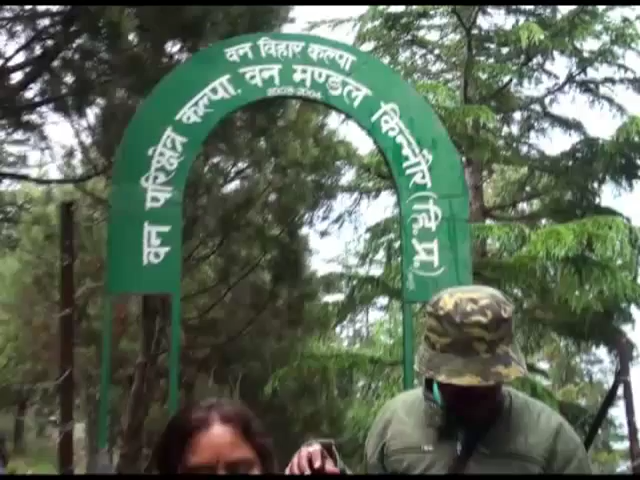 वन विहार कल्पा
वन परिक्षेत्र कल्पा, वन मण्डल किन्नौर (हि.प्र.)
2003-2004